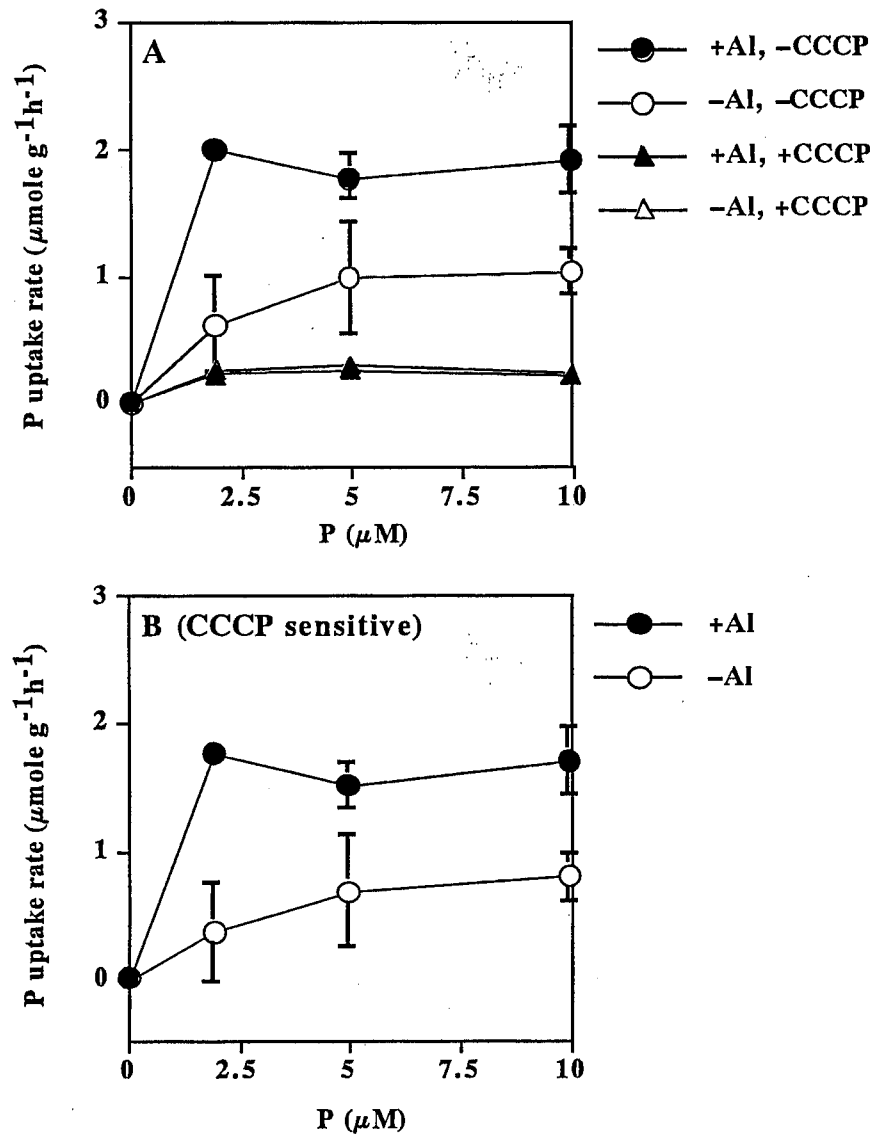 A
3
2
1
0
P uptake rate (μmole g⁻¹h⁻¹)
0 2.5 5 7.5 10
P (μM)
+Al, −CCCP
−Al, −CCCP
+Al, +CCCP
−Al, +CCCP
B (CCCP sensitive)
3
2
1
0
P uptake rate (μmole g⁻¹h⁻¹)
0 2.5 5 7.5 10
P (μM)
+Al
−Al